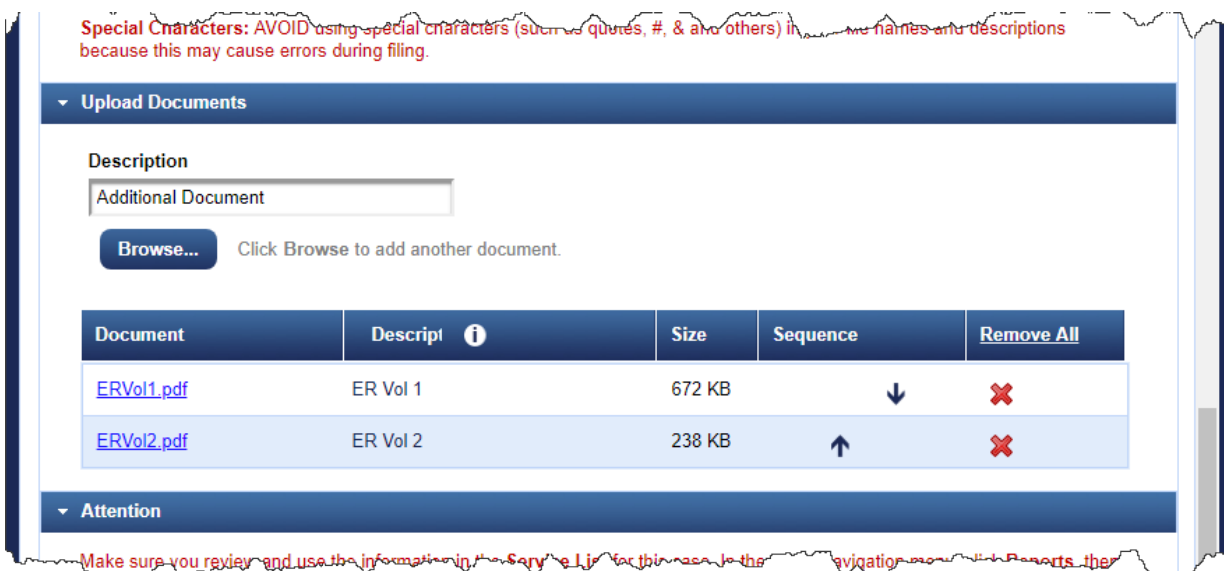 Special Characters: AVOID using special characters (such as quotes, #, & and others) in names and descriptions
because this may cause errors during filing.
Upload Documents
Description
Additional Document
Browse... Click Browse to add another document.
Document Descript i Size Sequence Remove All
ERVol1.pdf ER Vol 1 672 KB
ERVol2.pdf ER Vol 2 238 KB
Attention
Make sure you review and use the information in the Service List for this case. In the navigation menu click Reports, then